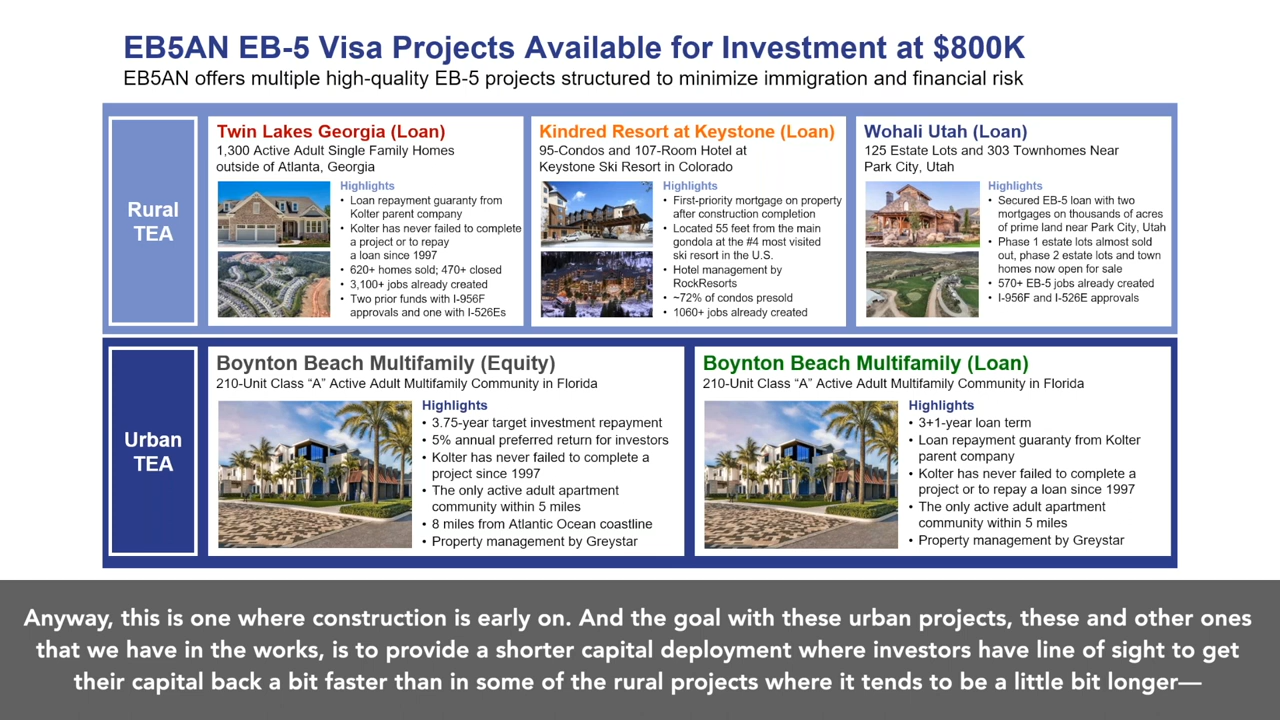 EB5AN EB-5 Visa Projects Available for Investment at $800K
EB5AN offers multiple high-quality EB-5 projects structured to minimize immigration and financial risk
Rural
TEA
Twin Lakes Georgia (Loan)
1,300 Active Adult Single Family Homes
outside of Atlanta, Georgia
Highlights
• Loan repayment guaranty from
Kolter parent company
• Kolter has never failed to complete
a project or to repay
a loan since 1997
• 620+ homes sold; 470+ closed
• 3,100+ jobs already created
• Two prior funds with I-956F
approvals and one with I-526Es
Kindred Resort at Keystone (Loan)
95-Condos and 107-Room Hotel at
Keystone Ski Resort in Colorado
Highlights
• First-priority mortgage on property
after construction completion
• Located 55 feet from the main
gondola at the #4 most visited
ski resort in the U.S.
• Hotel management by
RockResorts
• ~72% of condos presold
• 1060+ jobs already created
Wohali Utah (Loan)
125 Estate Lots and 303 Townhomes Near
Park City, Utah
Highlights
• Secured EB-5 loan with two
mortgages on thousands of acres
of prime land near Park City, Utah
• Phase 1 estate lots almost sold
out, phase 2 estate lots and town
homes now open for sale
• 570+ EB-5 jobs already created
• I-956F and I-526E approvals
Urban
TEA
Boynton Beach Multifamily (Equity)
210-Unit Class “A” Active Adult Multifamily Community in Florida
Highlights
• 3.75-year target investment repayment
• 5% annual preferred return for investors
• Kolter has never failed to complete a
project since 1997
• The only active adult apartment
community within 5 miles
• 8 miles from Atlantic Ocean coastline
• Property management by Greystar
Boynton Beach Multifamily (Loan)
210-Unit Class “A” Active Adult Multifamily Community in Florida
Highlights
• 3+1-year loan term
• Loan repayment guaranty from Kolter
parent company
• Kolter has never failed to complete a
project or to repay a loan since 1997
• The only active adult apartment
community within 5 miles
• Property management by Greystar
Anyway, this is one where construction is early on. And the goal with these urban projects, these and other ones
that we have in the works, is to provide a shorter capital deployment where investors have line of sight to get
their capital back a bit faster than in some of the rural projects where it tends to be a little bit longer—